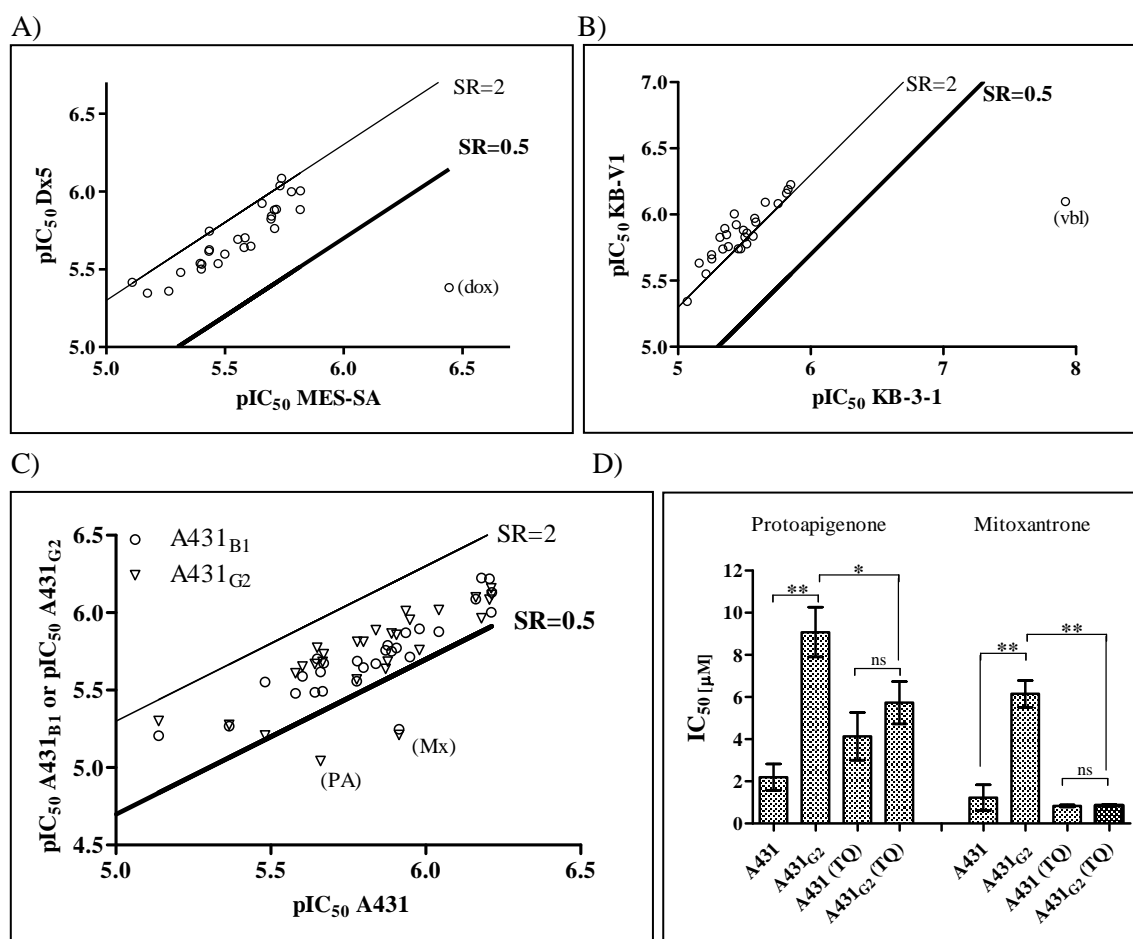 A)
SR=2
SR=0.5
6.5
6.0
5.5
5.0
pIC50 Dx5
(dox)
5.0 5.5 6.0 6.5
pIC50 MES-SA
B)
SR=2
SR=0.5
7.0
6.5
6.0
5.5
5.0
pIC50 KB-V1
(vbl)
5 6 7 8
pIC50 KB-3-1
C)
A431B1
A431G2
SR=2
SR=0.5
6.5
6.0
5.5
5.0
4.5
pIC50 A431B1 or pIC50 A431G2
(Mx)
(PA)
5.0 5.5 6.0 6.5
pIC50 A431
D)
Protoapigenone Mitoxantrone
12
10
8
6
4
2
0
IC50 [µM]
** * ns
** ** ns
A431
A431G2
A431 (TQ)
A431G2 (TQ)
A431
A431G2
A431 (TQ)
A431G2 (TQ)